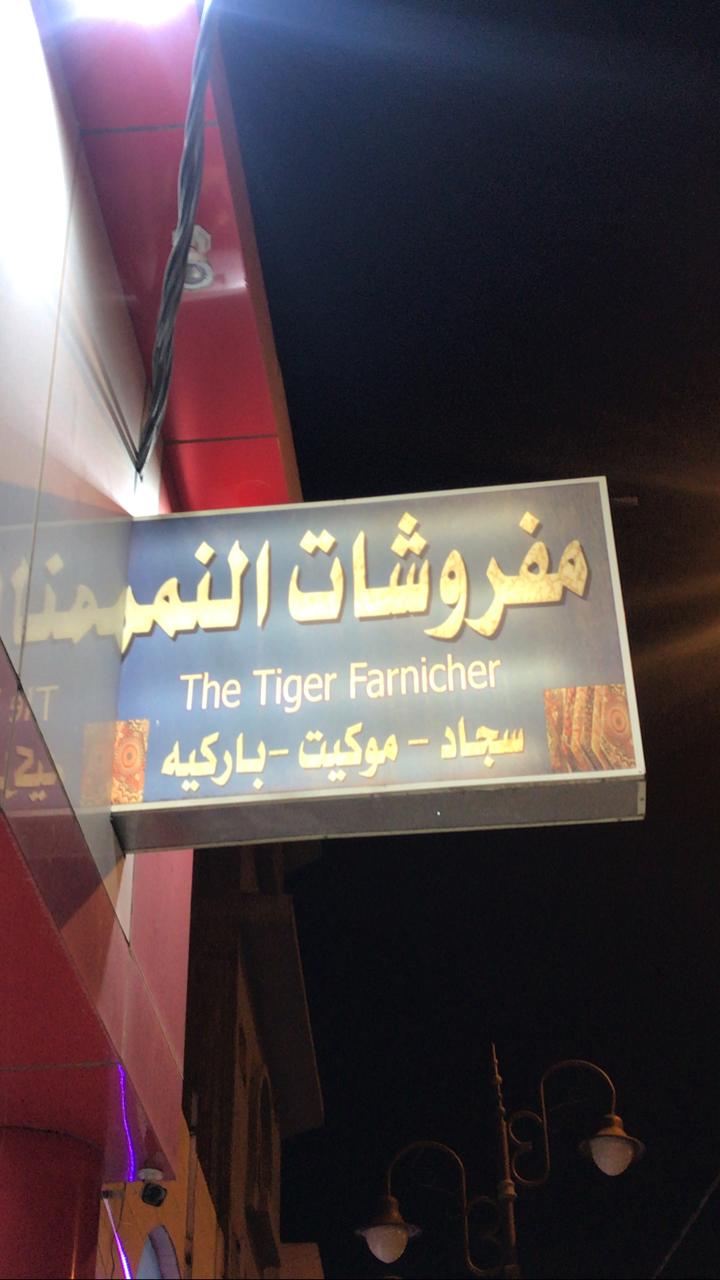 مفروشات النمر
The Tiger Farnicher
سجاد - موكيت - باركيه